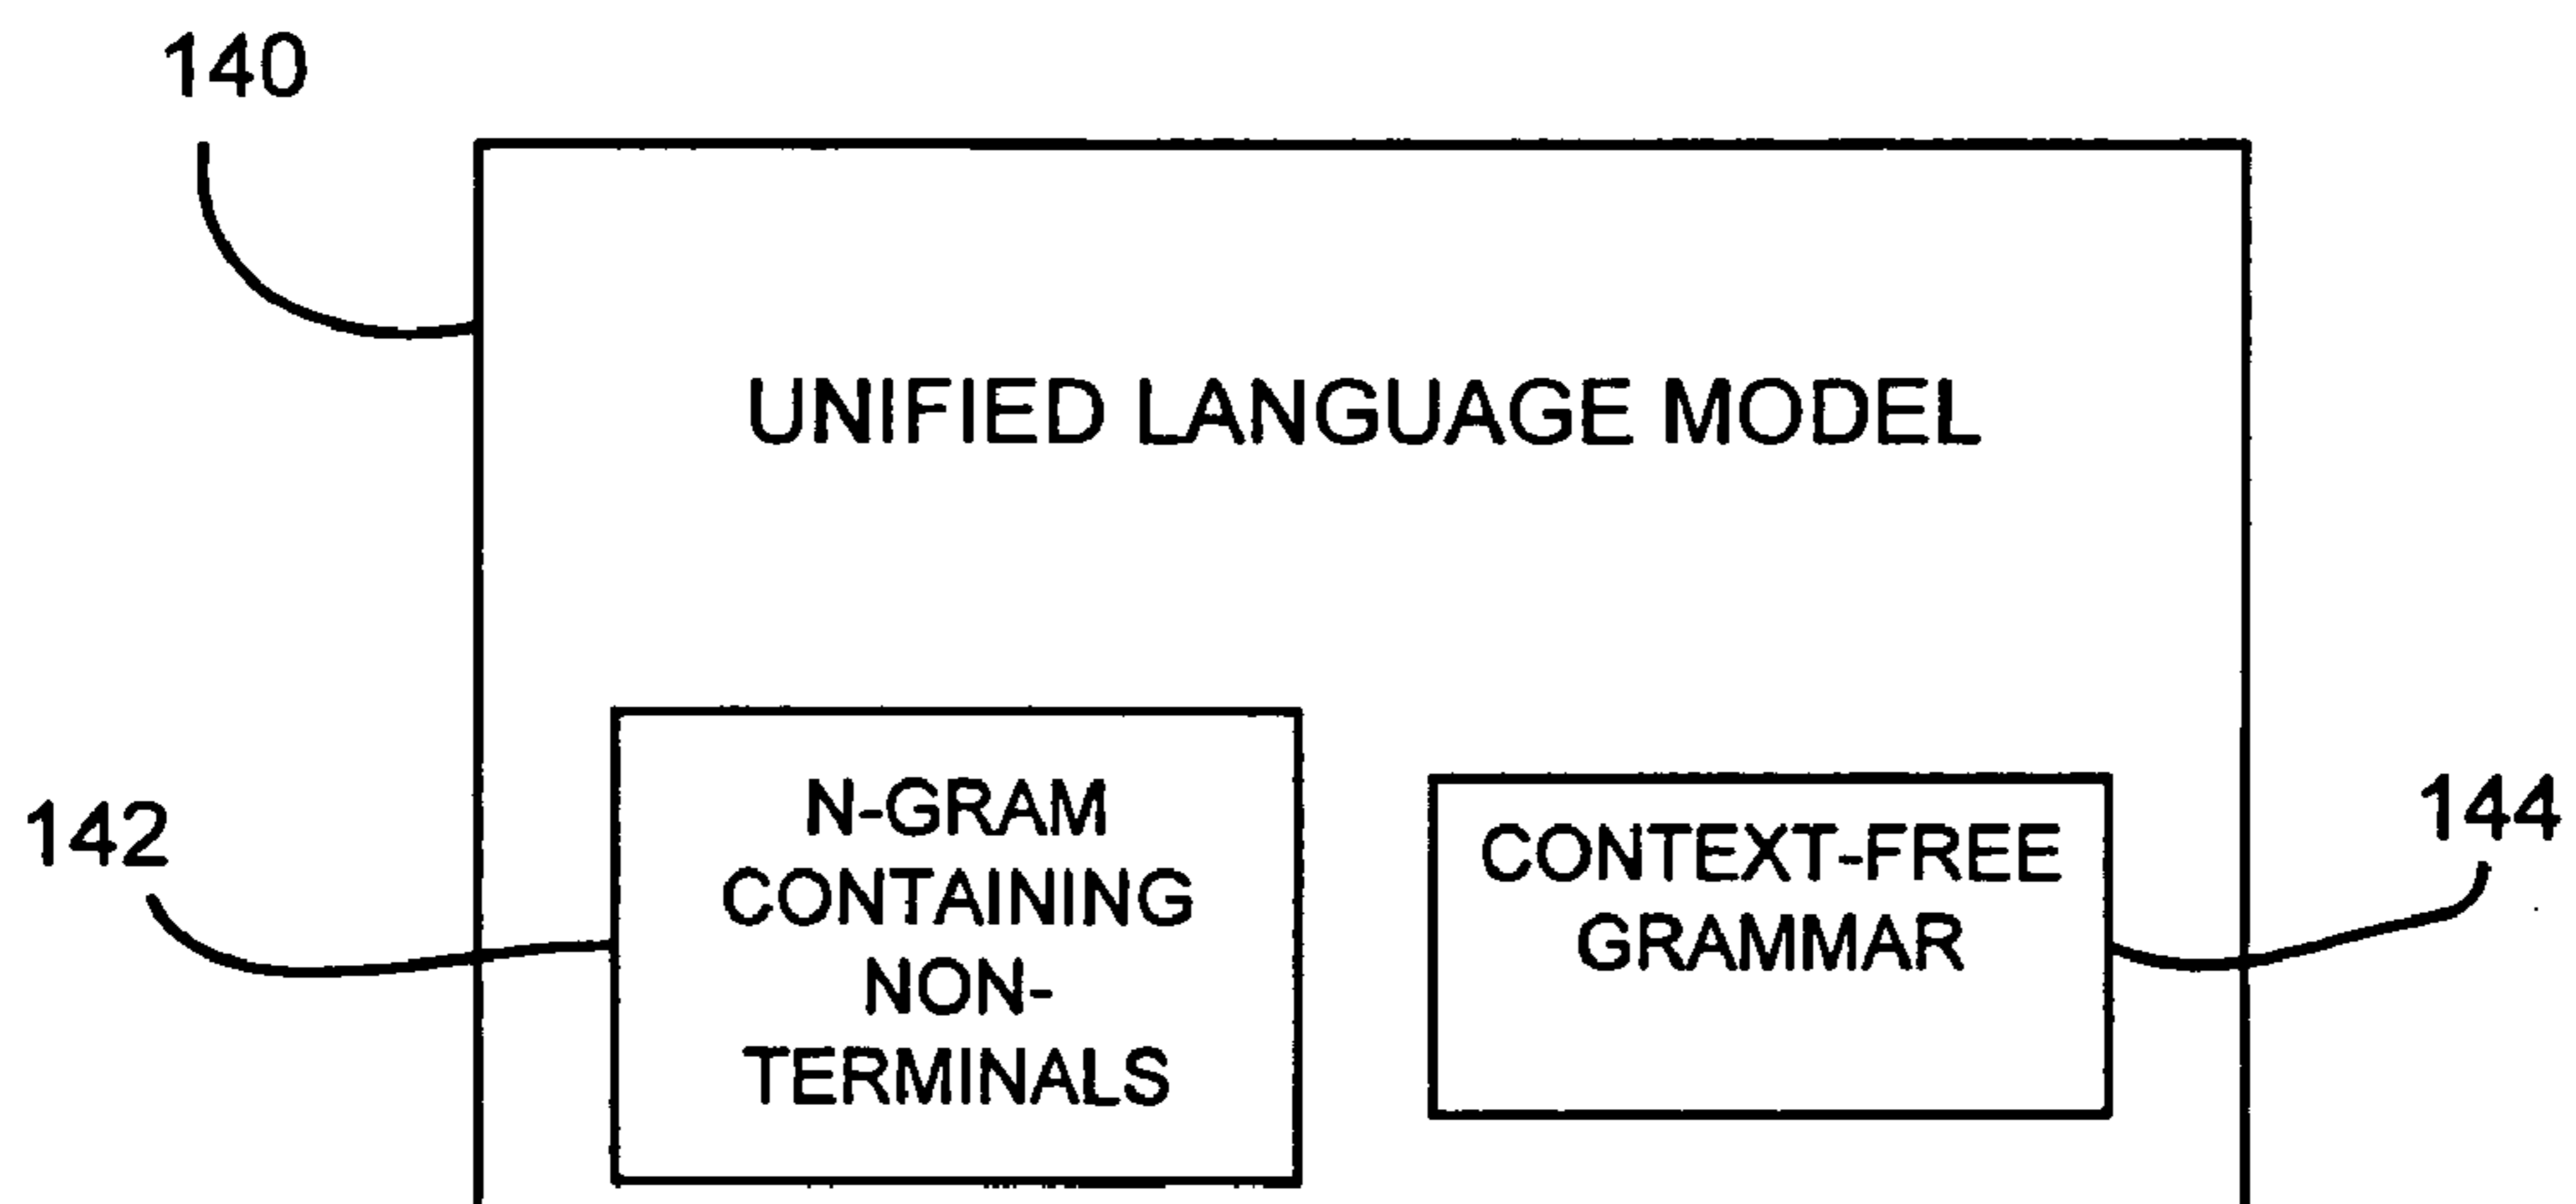 140
UNIFIED LANGUAGE MODEL
142
N-GRAM
CONTAINING
NON-
TERMINALS
CONTEXT-FREE
GRAMMAR
144